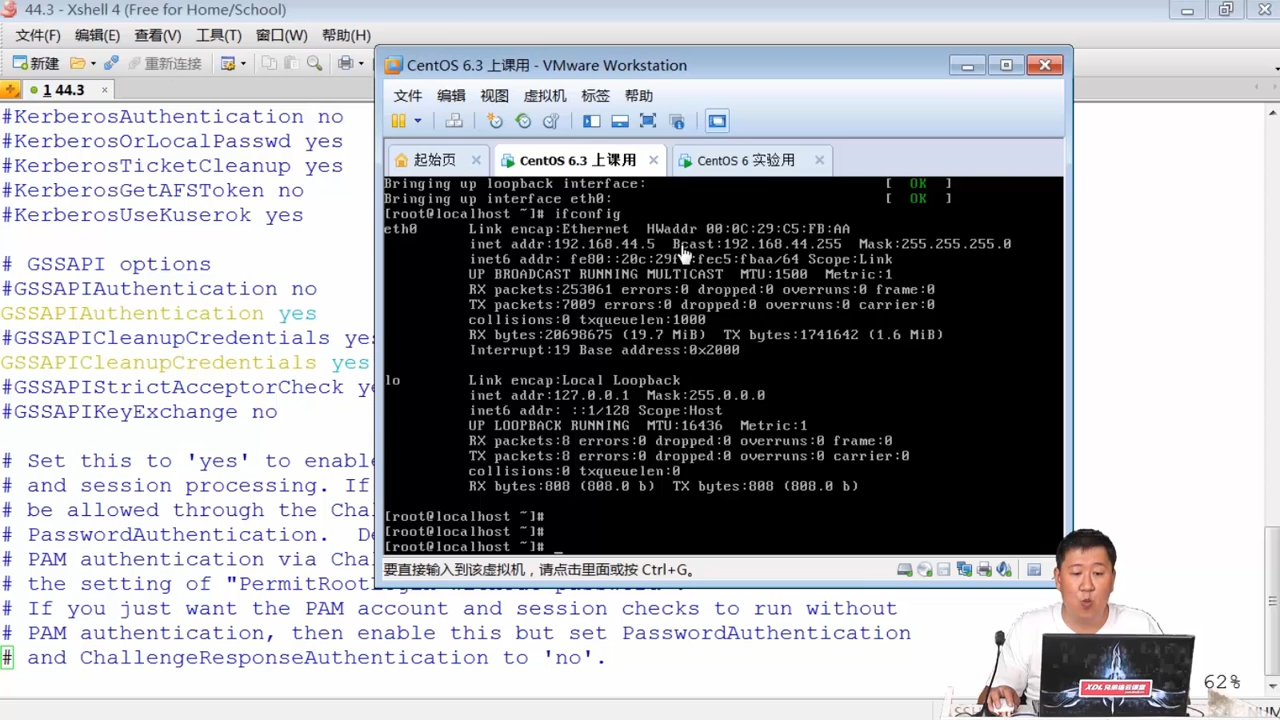 44.3 - Xshell 4 (Free for Home/School)
文件(F) 编辑(E) 查看(V) 工具(T) 窗口(W) 帮助(H)
新建 重新连接
1 44.3
#KerberosAuthentication no
#KerberosOrLocalPasswd yes
#KerberosTicketCleanup yes
#KerberosGetAFSToken no
#KerberosUseKuserok yes
# GSSAPI options
#GSSAPIAuthentication no
GSSAPIAuthentication yes
#GSSAPICleanupCredentials yes
GSSAPICleanupCredentials yes
#GSSAPIStrictAcceptorCheck ye
#GSSAPIKeyExchange no
# Set this to 'yes' to enabl
# and session processing. If
# be allowed through the Cha
# PasswordAuthentication. De
# PAM authentication via Cha
# the setting of "PermitRoot
# If you just want the PAM account and session checks to run without
# PAM authentication, then enable this but set PasswordAuthentication
# and ChallengeResponseAuthentication to 'no'.
62%
CentOS 6.3 上课用 - VMware Workstation
文件 编辑 视图 虚拟机 标签 帮助
起始页 CentOS 6.3 上课用 CentOS 6 实验用
Bringing up loopback interface: [ OK ]
Bringing up interface eth0: [ OK ]
[root@localhost ~]# ifconfig
eth0 Link encap:Ethernet HWaddr 00:0C:29:C5:FB:AA
inet addr:192.168.44.5 Bcast:192.168.44.255 Mask:255.255.255.0
inet6 addr: fe80::20c:29f :fec5:fbaa/64 Scope:Link
UP BROADCAST RUNNING MULTICAST MTU:1500 Metric:1
RX packets:253061 errors:0 dropped:0 overruns:0 frame:0
TX packets:7009 errors:0 dropped:0 overruns:0 carrier:0
collisions:0 txqueuelen:1000
RX bytes:20698675 (19.7 MiB) TX bytes:1741642 (1.6 MiB)
Interrupt:19 Base address:0x2000
lo Link encap:Local Loopback
inet addr:127.0.0.1 Mask:255.0.0.0
inet6 addr: ::1/128 Scope:Host
UP LOOPBACK RUNNING MTU:16436 Metric:1
RX packets:8 errors:0 dropped:0 overruns:0 frame:0
TX packets:8 errors:0 dropped:0 overruns:0 carrier:0
collisions:0 txqueuelen:0
RX bytes:808 (808.0 b) TX bytes:808 (808.0 b)
[root@localhost ~]#
[root@localhost ~]#
[root@localhost ~]# _
要直接输入到该虚拟机，请点击里面或按 Ctrl+G。